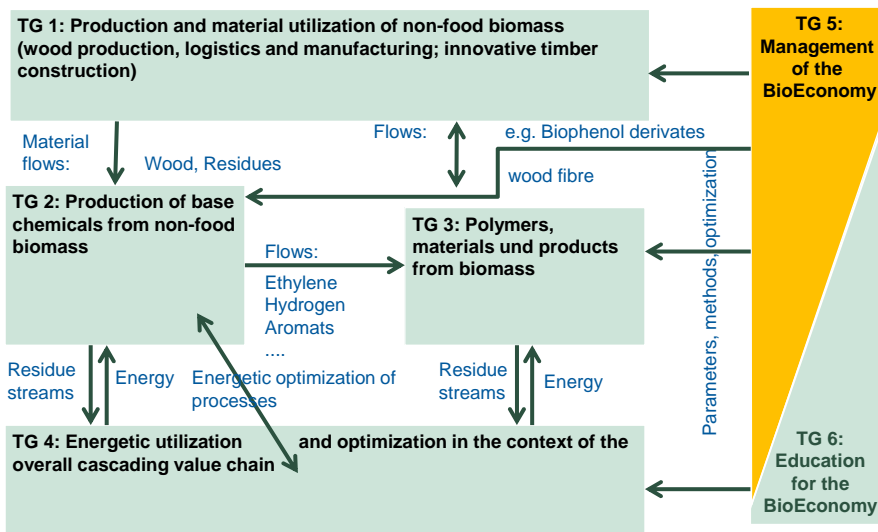 TG 1: Production and material utilization of non-food biomass
(wood production, logistics and manufacturing; innovative timber
construction)
TG 5:
Management
of the
BioEconomy
Material
flows:
Wood, Residues
Flows:
e.g. Biophenol derivates
wood fibre
TG 2: Production of base
chemicals from non-food
biomass
Flows:
Ethylene
Hydrogen
Aromats
....
TG 3: Polymers,
materials und products
from biomass
Parameters, methods, optimization
Residue
streams
Energy
Energetic optimization of
processes
Residue
streams
Energy
TG 4: Energetic utilization and optimization in the context of the
overall cascading value chain
TG 6:
Education
for the
BioEconomy